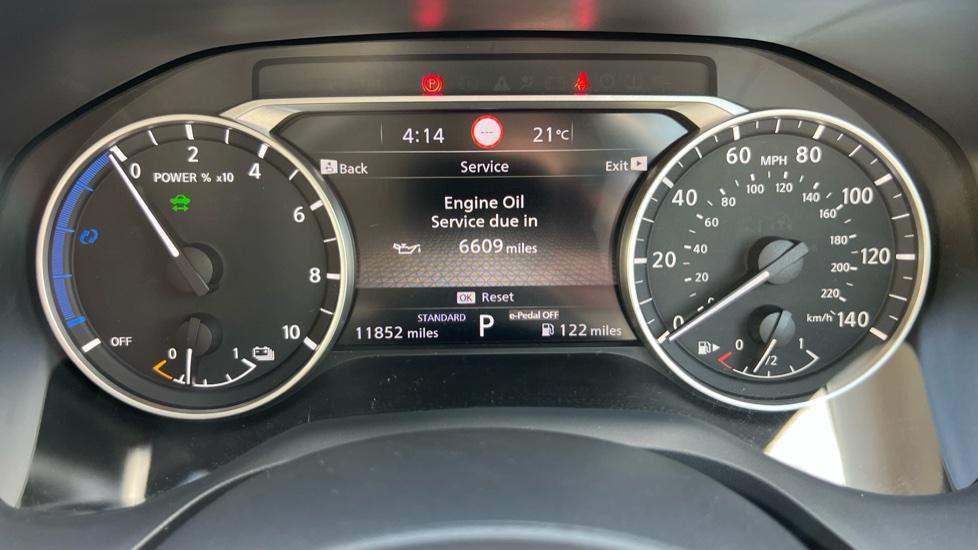 P
4:14
---
21°C
Back
Service
Exit
Engine Oil
Service due in
6609 miles
OK Reset
STANDARD
e-Pedal OFF
11852 miles
P
122 miles
0
2
4
6
8
10
POWER % x10
OFF
0
1
20
40
60
MPH
80
100
120
140
0
20
40
60
80
100
120
140
160
180
200
220
km/h
0
1/2
1